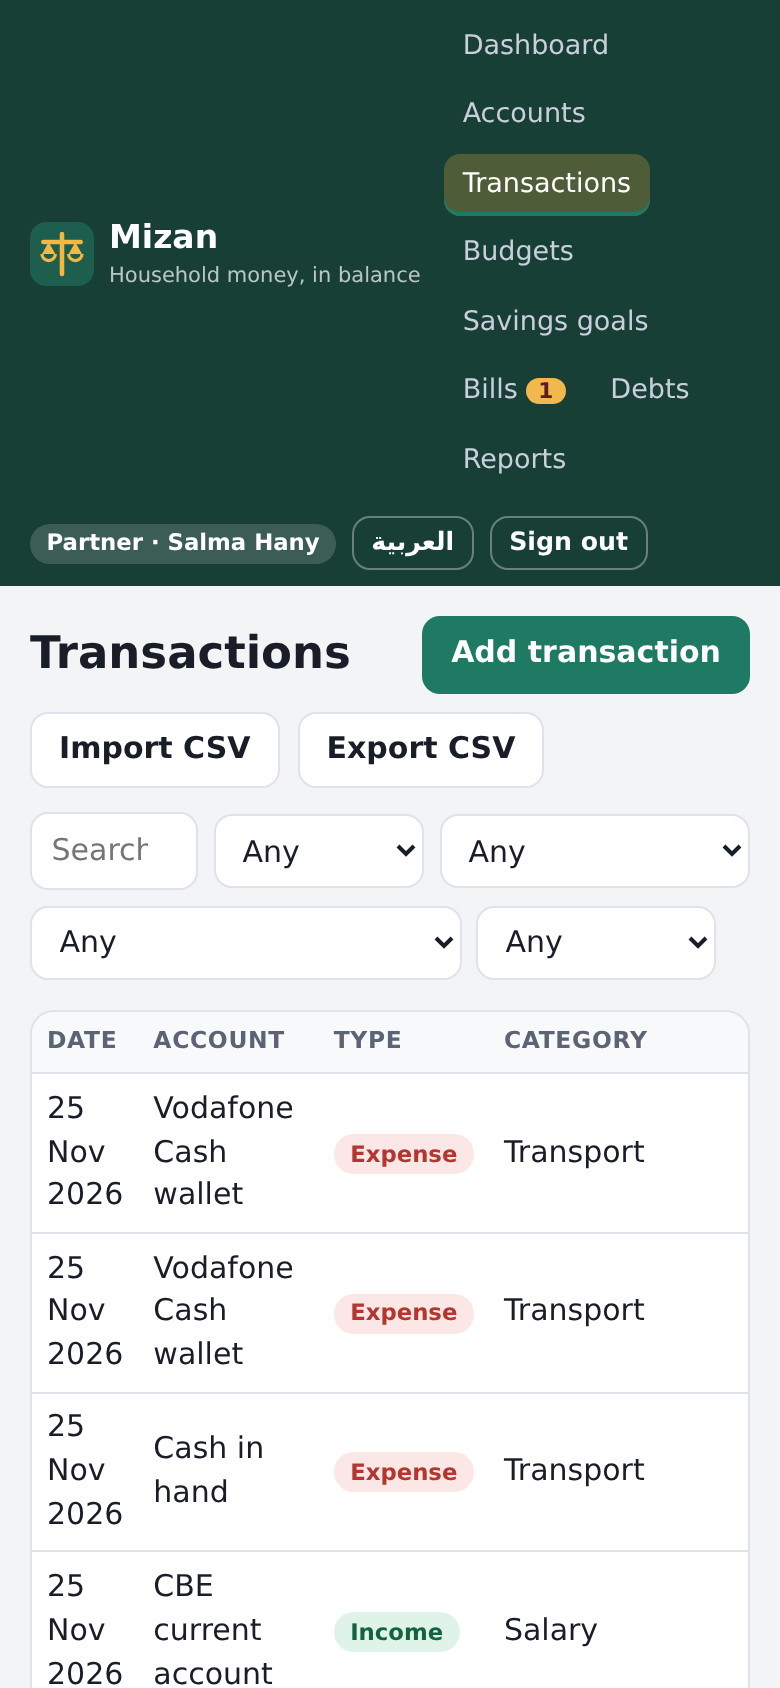 Dashboard
Accounts
Transactions
Mizan
Household money, in balance
Budgets
Savings goals
Bills 1 Debts
Reports
Partner · Salma Hany العربية Sign out
Transactions Add transaction
Import CSV Export CSV
Search Any Any
Any Any
DATE ACCOUNT TYPE CATEGORY
25 Nov 2026 Vodafone Cash wallet Expense Transport
25 Nov 2026 Vodafone Cash wallet Expense Transport
25 Nov 2026 Cash in hand Expense Transport
25 Nov 2026 CBE current account Income Salary